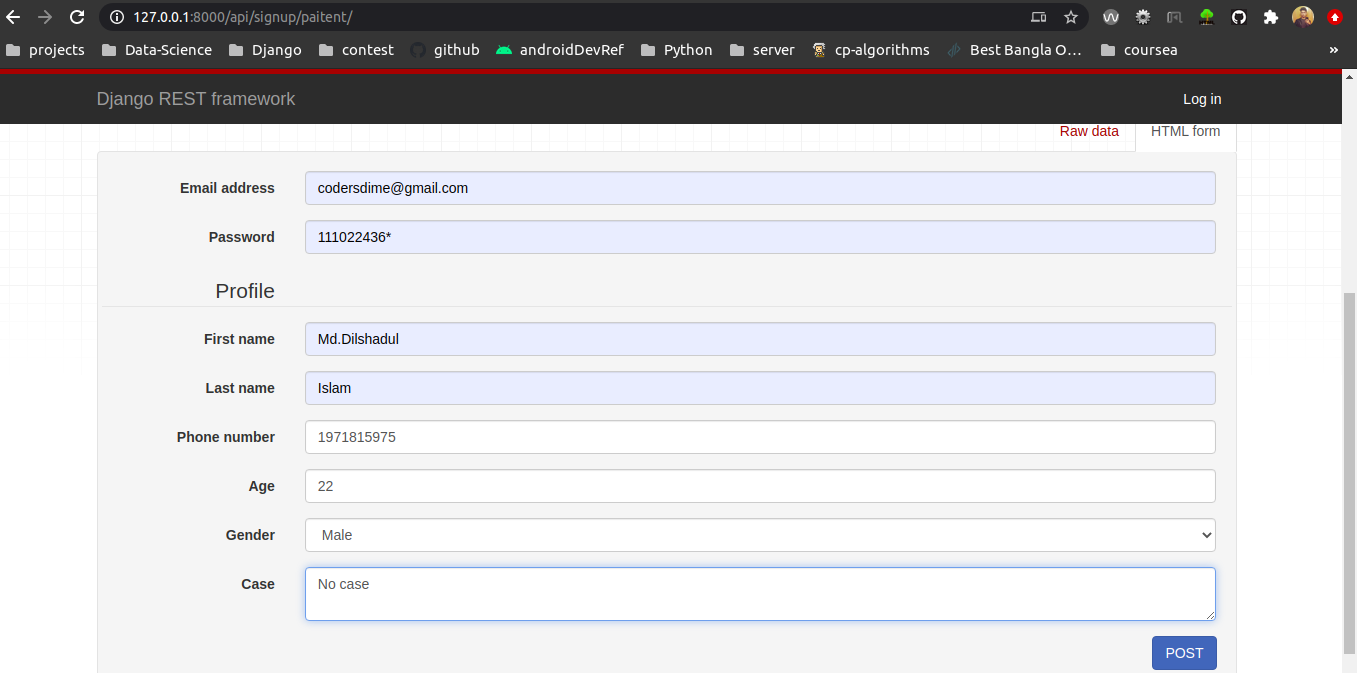 127.0.0.1:8000/api/signup/paitent/
projects Data-Science Django contest github androidDevRef Python server cp-algorithms Best Bangla O... coursea »
Django REST framework Log in
Raw data HTML form
Email address codersdime@gmail.com
Password 111022436*
Profile
First name Md.Dilshadul
Last name Islam
Phone number 1971815975
Age 22
Gender Male
Case No case
POST